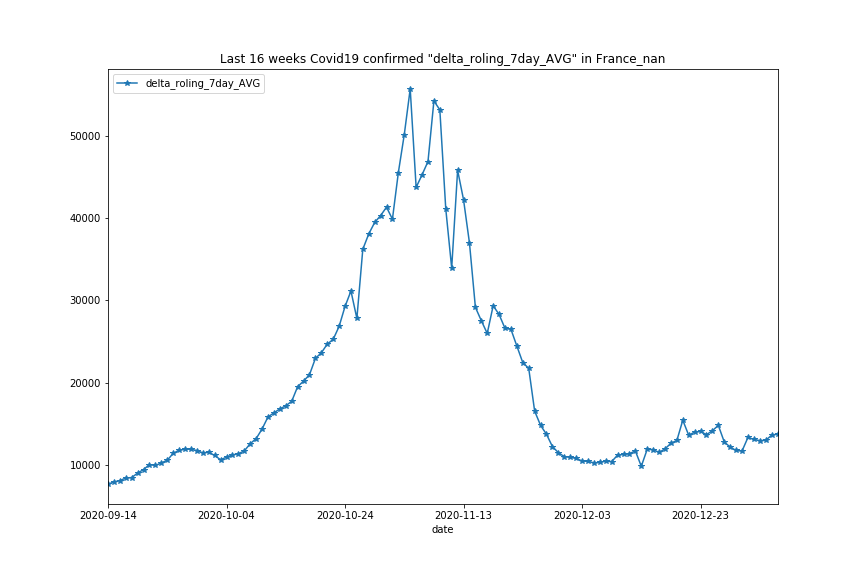 Last 16 weeks Covid19 confirmed "delta_roling_7day_AVG" in France_nan
delta_roling_7day_AVG
50000
40000
30000
20000
10000
2020-09-14 2020-10-04 2020-10-24 2020-11-13 2020-12-03 2020-12-23
date